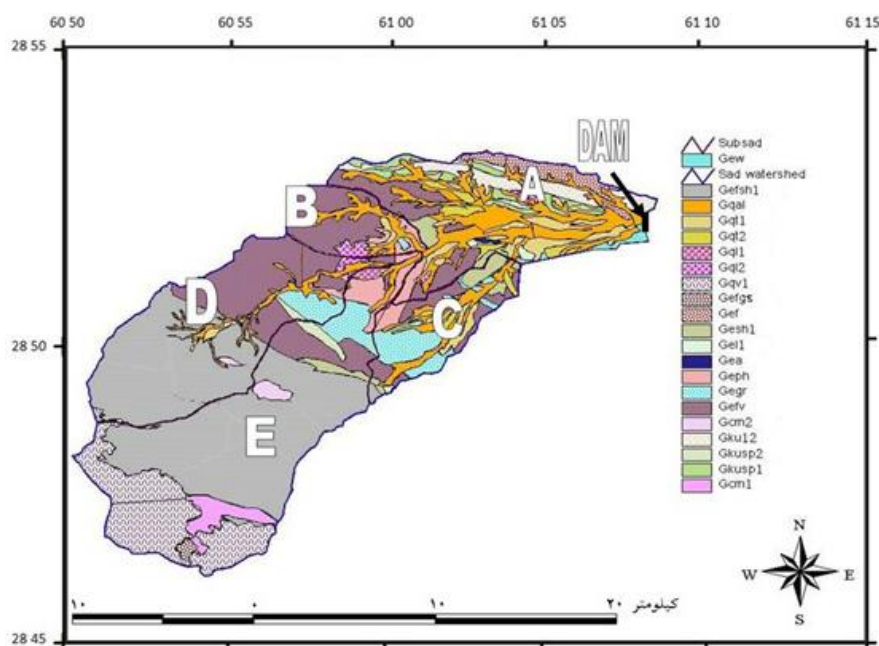 60 50 60 55 61 00 61 05 61 10 61 15
28 55
28 50
28 45
DAM
A
B
C
D
E
Subsad
Gew
Sad watershed
Gefsh1
Gqal
Gqt1
Gqt2
Gql1
Gql2
Gqv1
Gefgs
Gef
Gesh1
Gel1
Gea
Geph
Gegr
Gefv
Gcm2
Gku12
Gkusp2
Gkusp1
Gcm1
N
W E
S
۱۰ ۰ ۱۰ ۲۰ کیلومتر